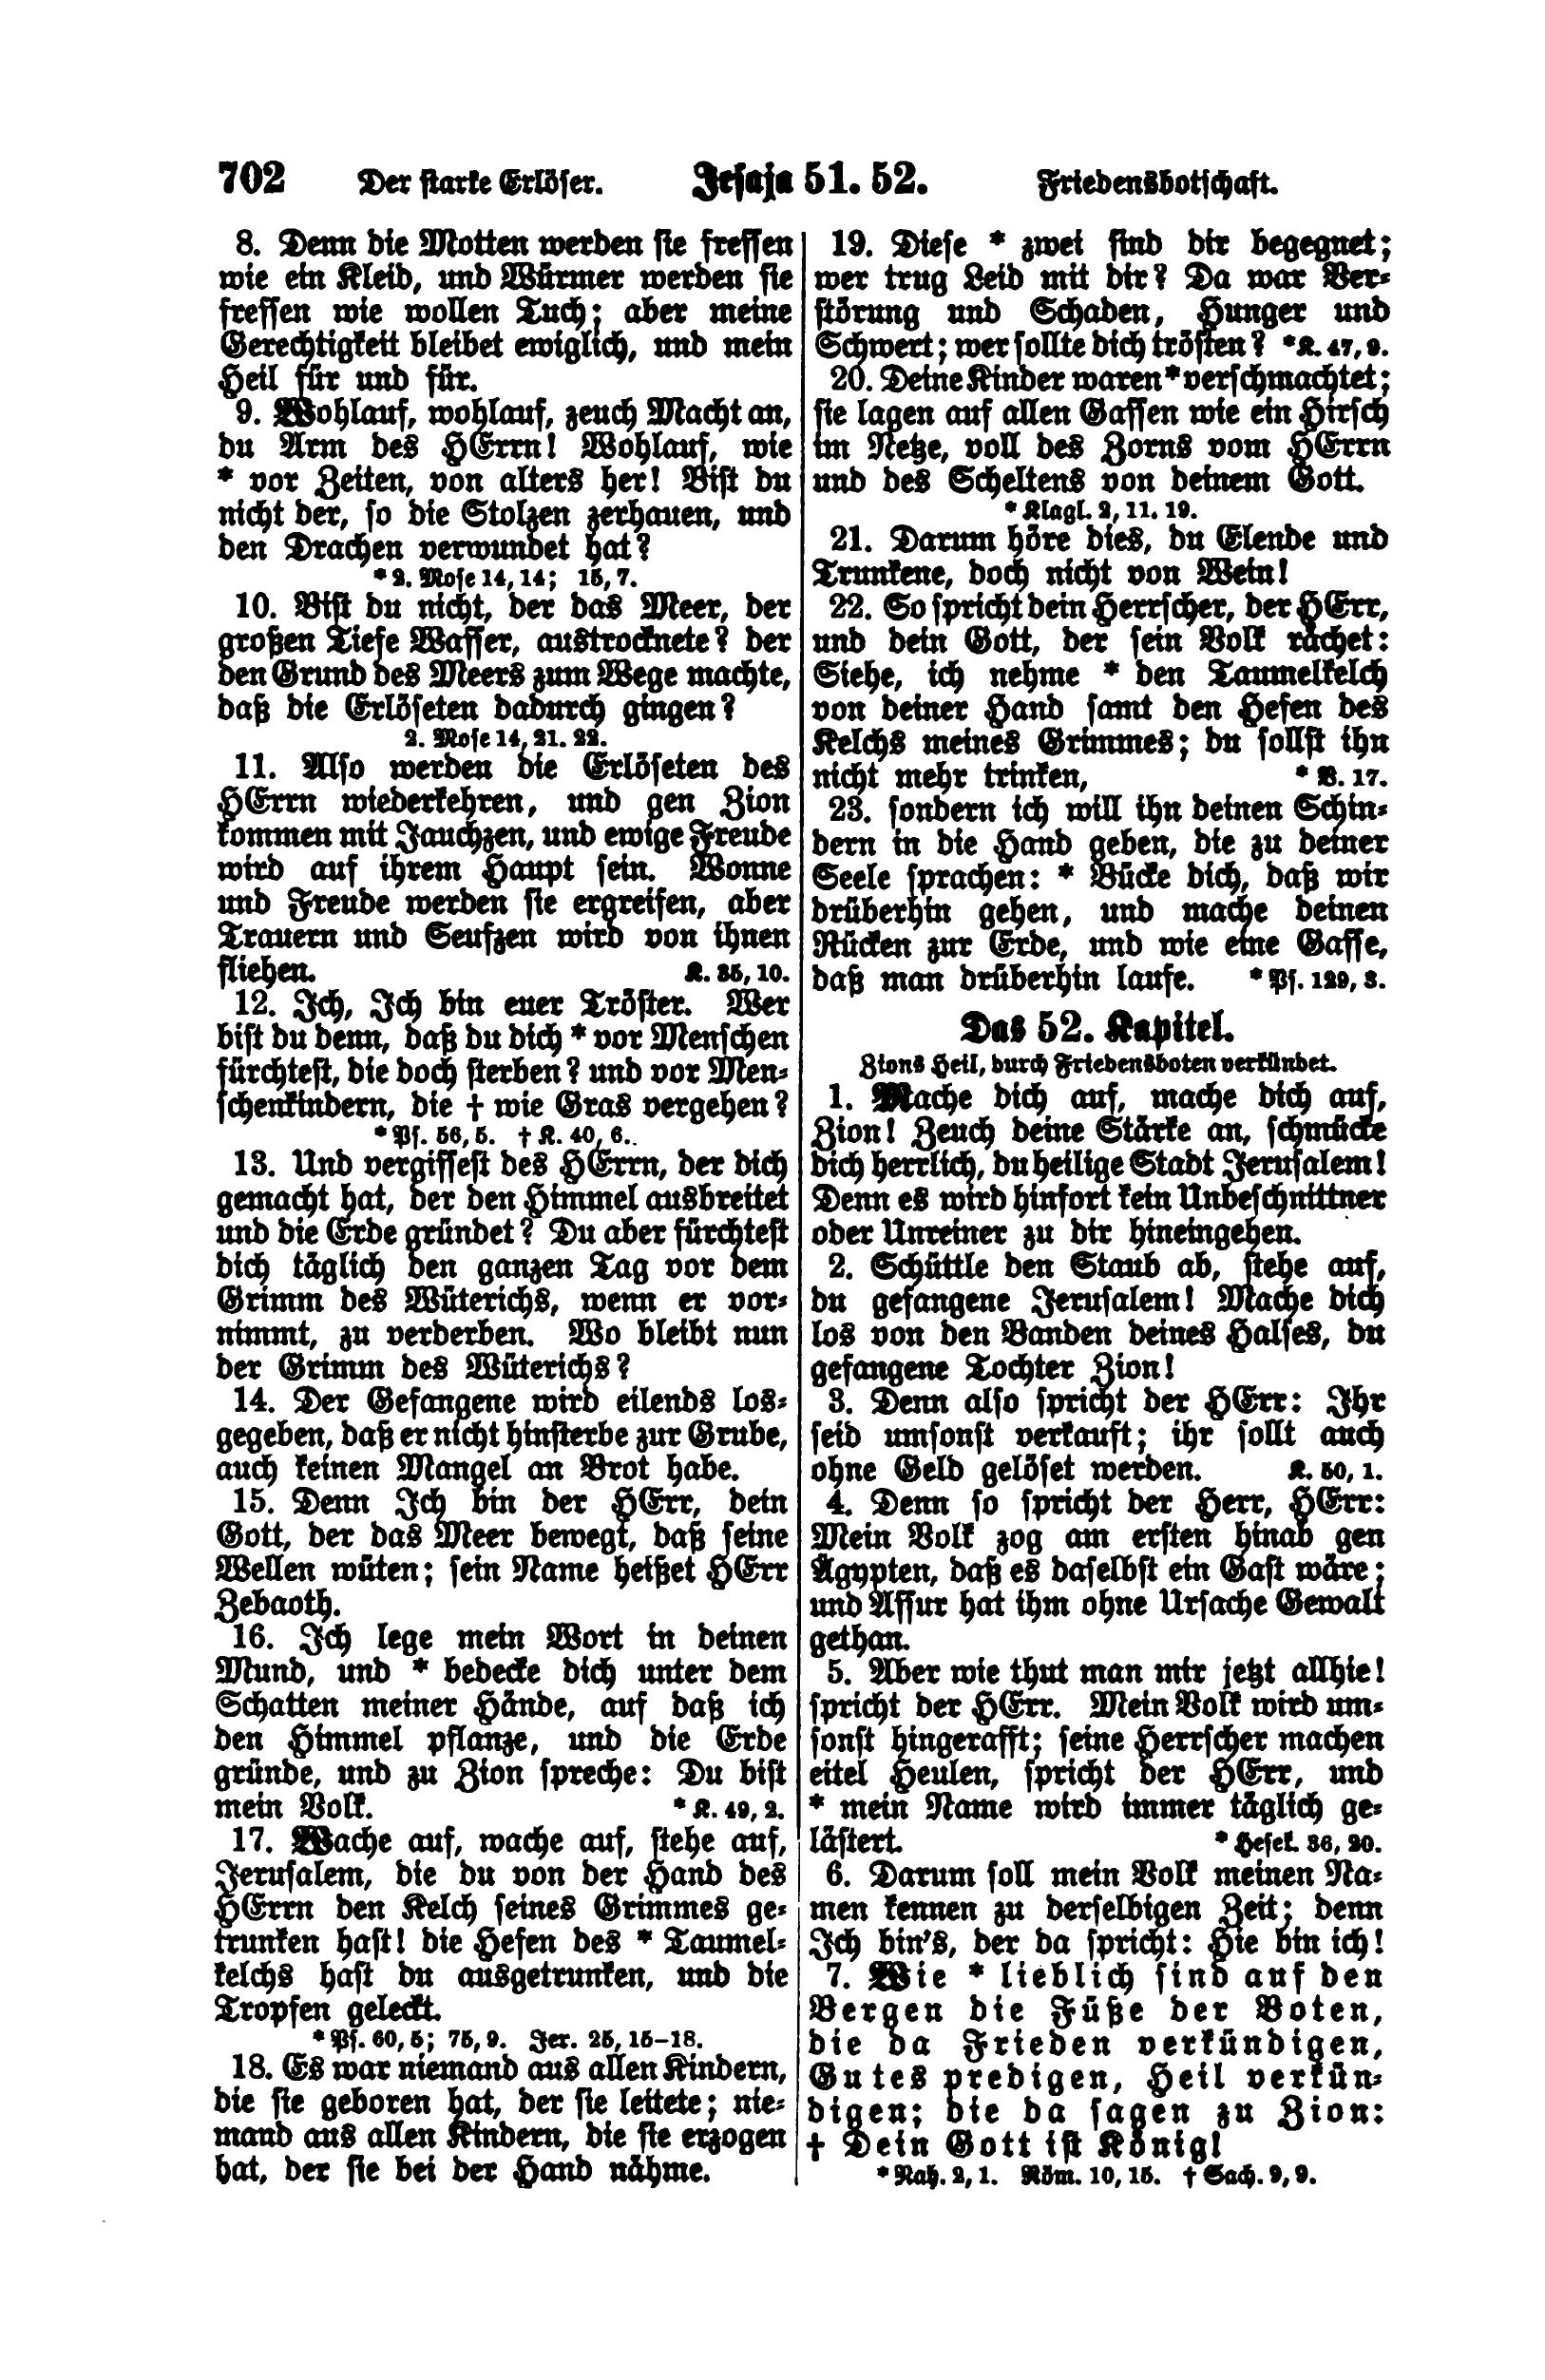 702 Der starke Erlöser. Jesaja 51. 52. Friedensbotschaft.
8. Denn die Motten werden sie fressen
wie ein Kleid, und Würmer werden sie
fressen wie wollen Tuch; aber meine
Gerechtigkeit bleibet ewiglich, und mein
Heil für und für.
9. Wohlauf, wohlauf, zeuch Macht an,
du Arm des HErrn! Wohlauf, wie
* vor Zeiten, von alters her! Bist du
nicht der, so die Stolzen zerhauen, und
den Drachen verwundet hat?
* 2. Mose 14, 14; 15, 7.
10. Bist du nicht, der das Meer, der
großen Tiefe Wasser, austrocknete? der
den Grund des Meers zum Wege machte,
daß die Erlöseten dadurch gingen?
2. Mose 14, 21. 22.
11. Also werden die Erlöseten des
HErrn wiederkehren, und gen Zion
kommen mit Jauchzen, und ewige Freude
wird auf ihrem Haupt sein. Wonne
und Freude werden sie ergreifen, aber
Trauern und Seufzen wird von ihnen
fliehen. K. 35, 10.
12. Ich, Ich bin euer Tröster. Wer
bist du denn, daß du dich * vor Menschen
fürchtest, die doch sterben? und vor Men-
schenkindern, die † wie Gras vergehen?
* Ps. 56, 5. † K. 40, 6.
13. Und vergissest des HErrn, der dich
gemacht hat, der den Himmel ausbreitet
und die Erde gründet? Du aber fürchtest
dich täglich den ganzen Tag vor dem
Grimm des Wüterichs, wenn er vor-
nimmt, zu verderben. Wo bleibt nun
der Grimm des Wüterichs?
14. Der Gefangene wird eilends los-
gegeben, daß er nicht hinsterbe zur Grube,
auch keinen Mangel an Brot habe.
15. Denn Ich bin der HErr, dein
Gott, der das Meer bewegt, daß seine
Wellen wüten; sein Name heißet HErr
Zebaoth.
16. Ich lege mein Wort in deinen
Mund, und * bedecke dich unter dem
Schatten meiner Hände, auf daß ich
den Himmel pflanze, und die Erde
gründe, und zu Zion spreche: Du bist
mein Volk. * K. 49, 2.
17. Wache auf, wache auf, stehe auf,
Jerusalem, die du von der Hand des
HErrn den Kelch seines Grimmes ge-
trunken hast! die Hefen des * Taumel-
kelchs hast du ausgetrunken, und die
Tropfen geleckt.
* Ps. 60, 5; 75, 9. Jer. 25, 15-18.
18. Es war niemand aus allen Kindern,
die sie geboren hat, der sie leitete; nie-
mand aus allen Kindern, die sie erzogen
hat, der sie bei der Hand nähme.
19. Diese * zwei sind dir begegnet;
wer trug Leid mit dir? Da war Ver-
störung und Schaden, Hunger und
Schwert; wer sollte dich trösten? * K. 47, 9.
20. Deine Kinder waren * verschmachtet;
sie lagen auf allen Gassen wie ein Hirsch
im Netze, voll des Zorns vom HErrn
und des Scheltens von deinem Gott.
* Klagl. 2, 11. 19.
21. Darum höre dies, du Elende und
Trunkene, doch nicht von Wein!
22. So spricht dein Herrscher, der HErr,
und dein Gott, der sein Volk rächet:
Siehe, ich nehme * den Taumelkelch
von deiner Hand samt den Hefen des
Kelchs meines Grimmes; du sollst ihn
nicht mehr trinken, * V. 17.
23. sondern ich will ihn deinen Schin-
dern in die Hand geben, die zu deiner
Seele sprachen: * Bücke dich, daß wir
drüberhin gehen, und mache deinen
Rücken zur Erde, und wie eine Gasse,
daß man drüberhin laufe. * Ps. 129, 3.
Das 52. Kapitel.
Zions Heil, durch Friedensboten verkündet.
1. Mache dich auf, mache dich auf,
Zion! Zeuch deine Stärke an, schmücke
dich herrlich, du heilige Stadt Jerusalem!
Denn es wird hinfort kein Unbeschnittner
oder Unreiner zu dir hineingehen.
2. Schüttle den Staub ab, stehe auf,
du gefangene Jerusalem! Mache dich
los von den Banden deines Halses, du
gefangene Tochter Zion!
3. Denn also spricht der HErr: Ihr
seid umsonst verkauft; ihr sollt auch
ohne Geld gelöset werden. K. 50, 1.
4. Denn so spricht der Herr, HErr:
Mein Volk zog am ersten hinab gen
Ägypten, daß es daselbst ein Gast wäre;
und Assur hat ihm ohne Ursache Gewalt
gethan.
5. Aber wie thut man mir jetzt allhie!
spricht der HErr. Mein Volk wird um-
sonst hingerafft; seine Herrscher machen
eitel Heulen, spricht der HErr, und
* mein Name wird immer täglich ge-
lästert. * Hesek. 36, 20.
6. Darum soll mein Volk meinen Na-
men kennen zu derselbigen Zeit; denn
Ich bin's, der da spricht: Hie bin ich!
7. Wie * lieblich sind auf den
Bergen die Füße der Boten,
die da Frieden verkündigen,
Gutes predigen, Heil verkün-
digen; die da sagen zu Zion:
† Dein Gott ist König!
* Nah. 2, 1. Röm. 10, 15. † Sach. 9, 9.